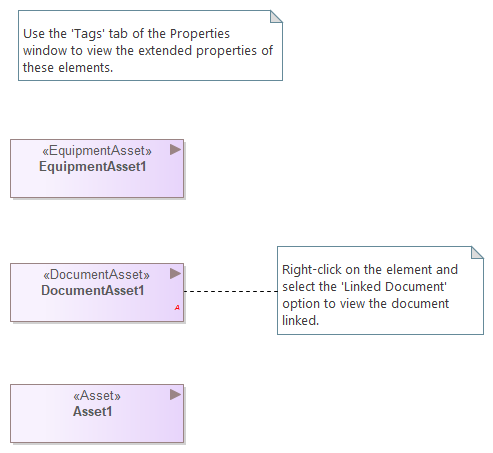 Use the 'Tags' tab of the Properties
window to view the extended properties of
these elements.
«EquipmentAsset»
EquipmentAsset1
«DocumentAsset»
DocumentAsset1
A
Right-click on the element and
select the 'Linked Document'
option to view the document
linked.
«Asset»
Asset1